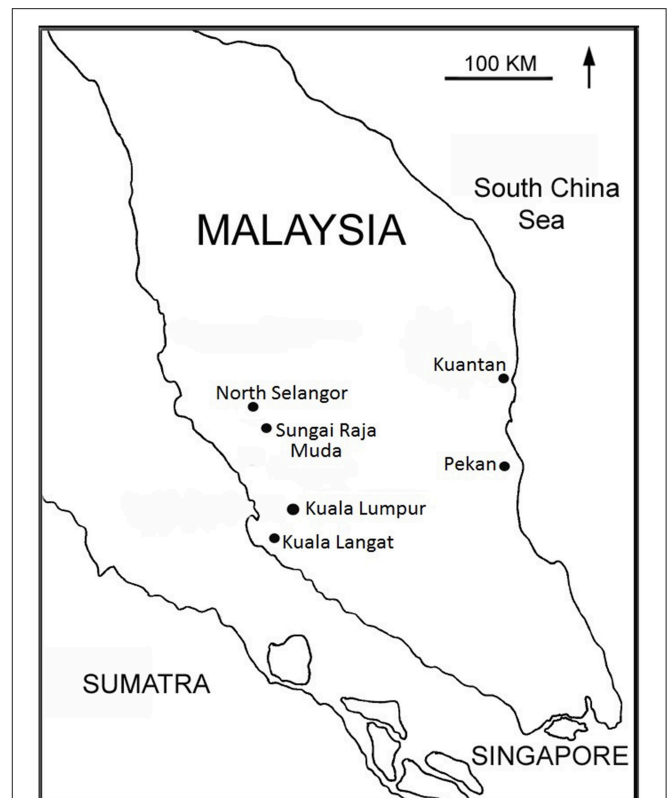 100 KM
South China
Sea
MALAYSIA
Kuantan
North Selangor
Sungai Raja
Muda
Pekan
Kuala Lumpur
Kuala Langat
SUMATRA
SINGAPORE